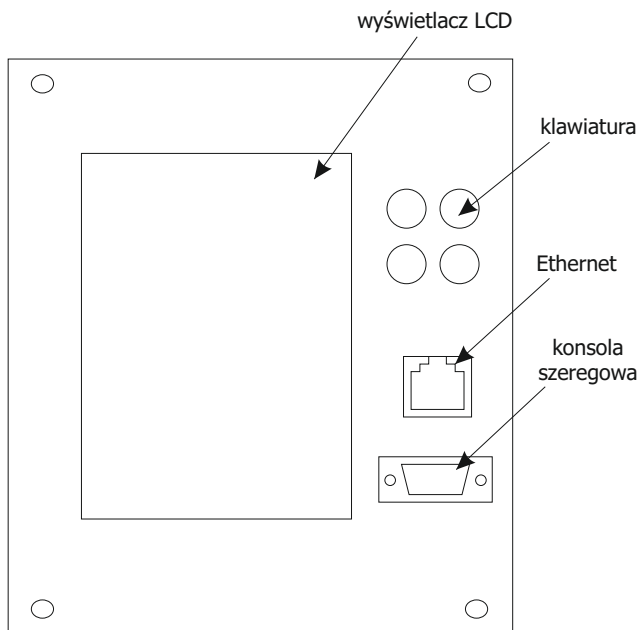 wyświetlacz LCD
klawiatura
Ethernet
konsola
szeregowa